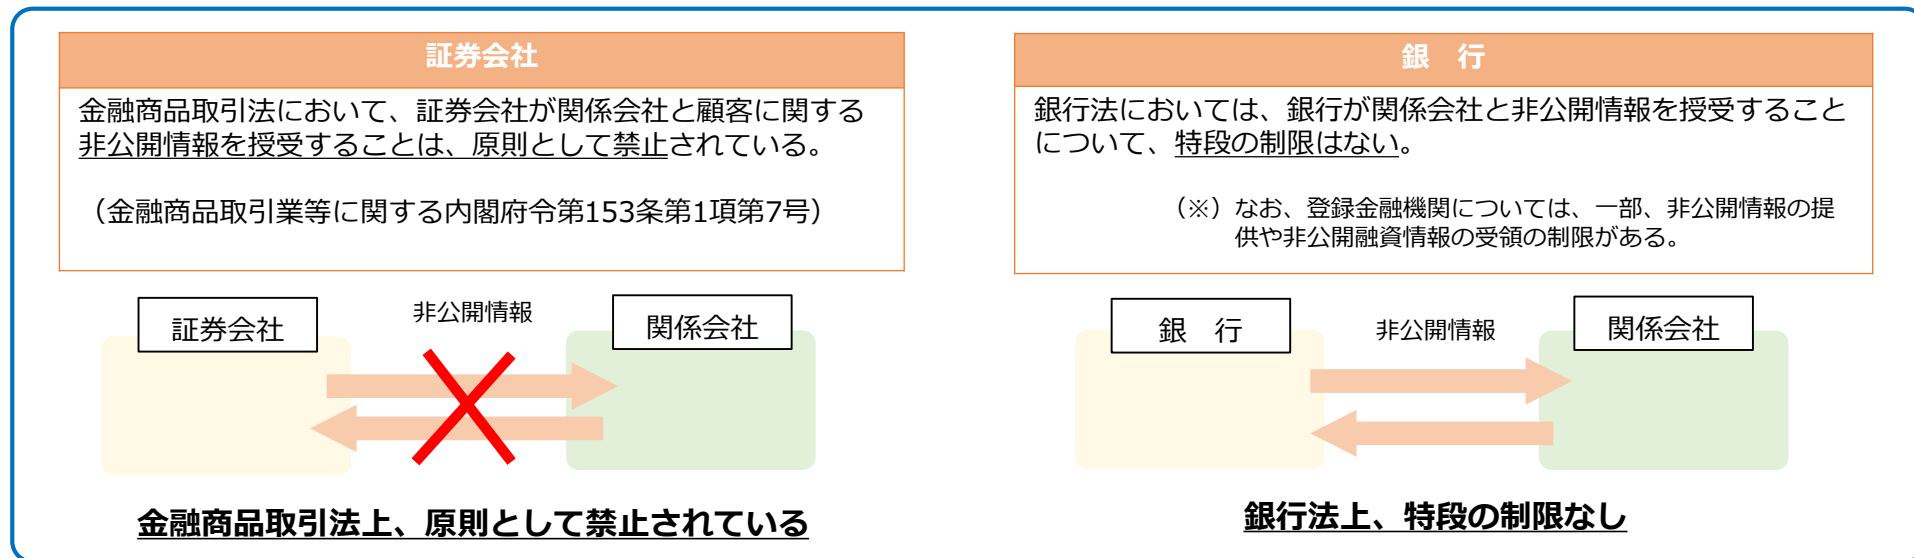 証券会社
金融商品取引法において、証券会社が関係会社と顧客に関する
非公開情報を授受することは、原則として禁止されている。
（金融商品取引業等に関する内閣府令第153条第1項第7号）
証券会社
非公開情報
関係会社
金融商品取引法上、原則として禁止されている
銀　行
銀行法においては、銀行が関係会社と非公開情報を授受すること
について、特段の制限はない。
（※）なお、登録金融機関については、一部、非公開情報の提
供や非公開融資情報の受領の制限がある。
銀　行
非公開情報
関係会社
銀行法上、特段の制限なし